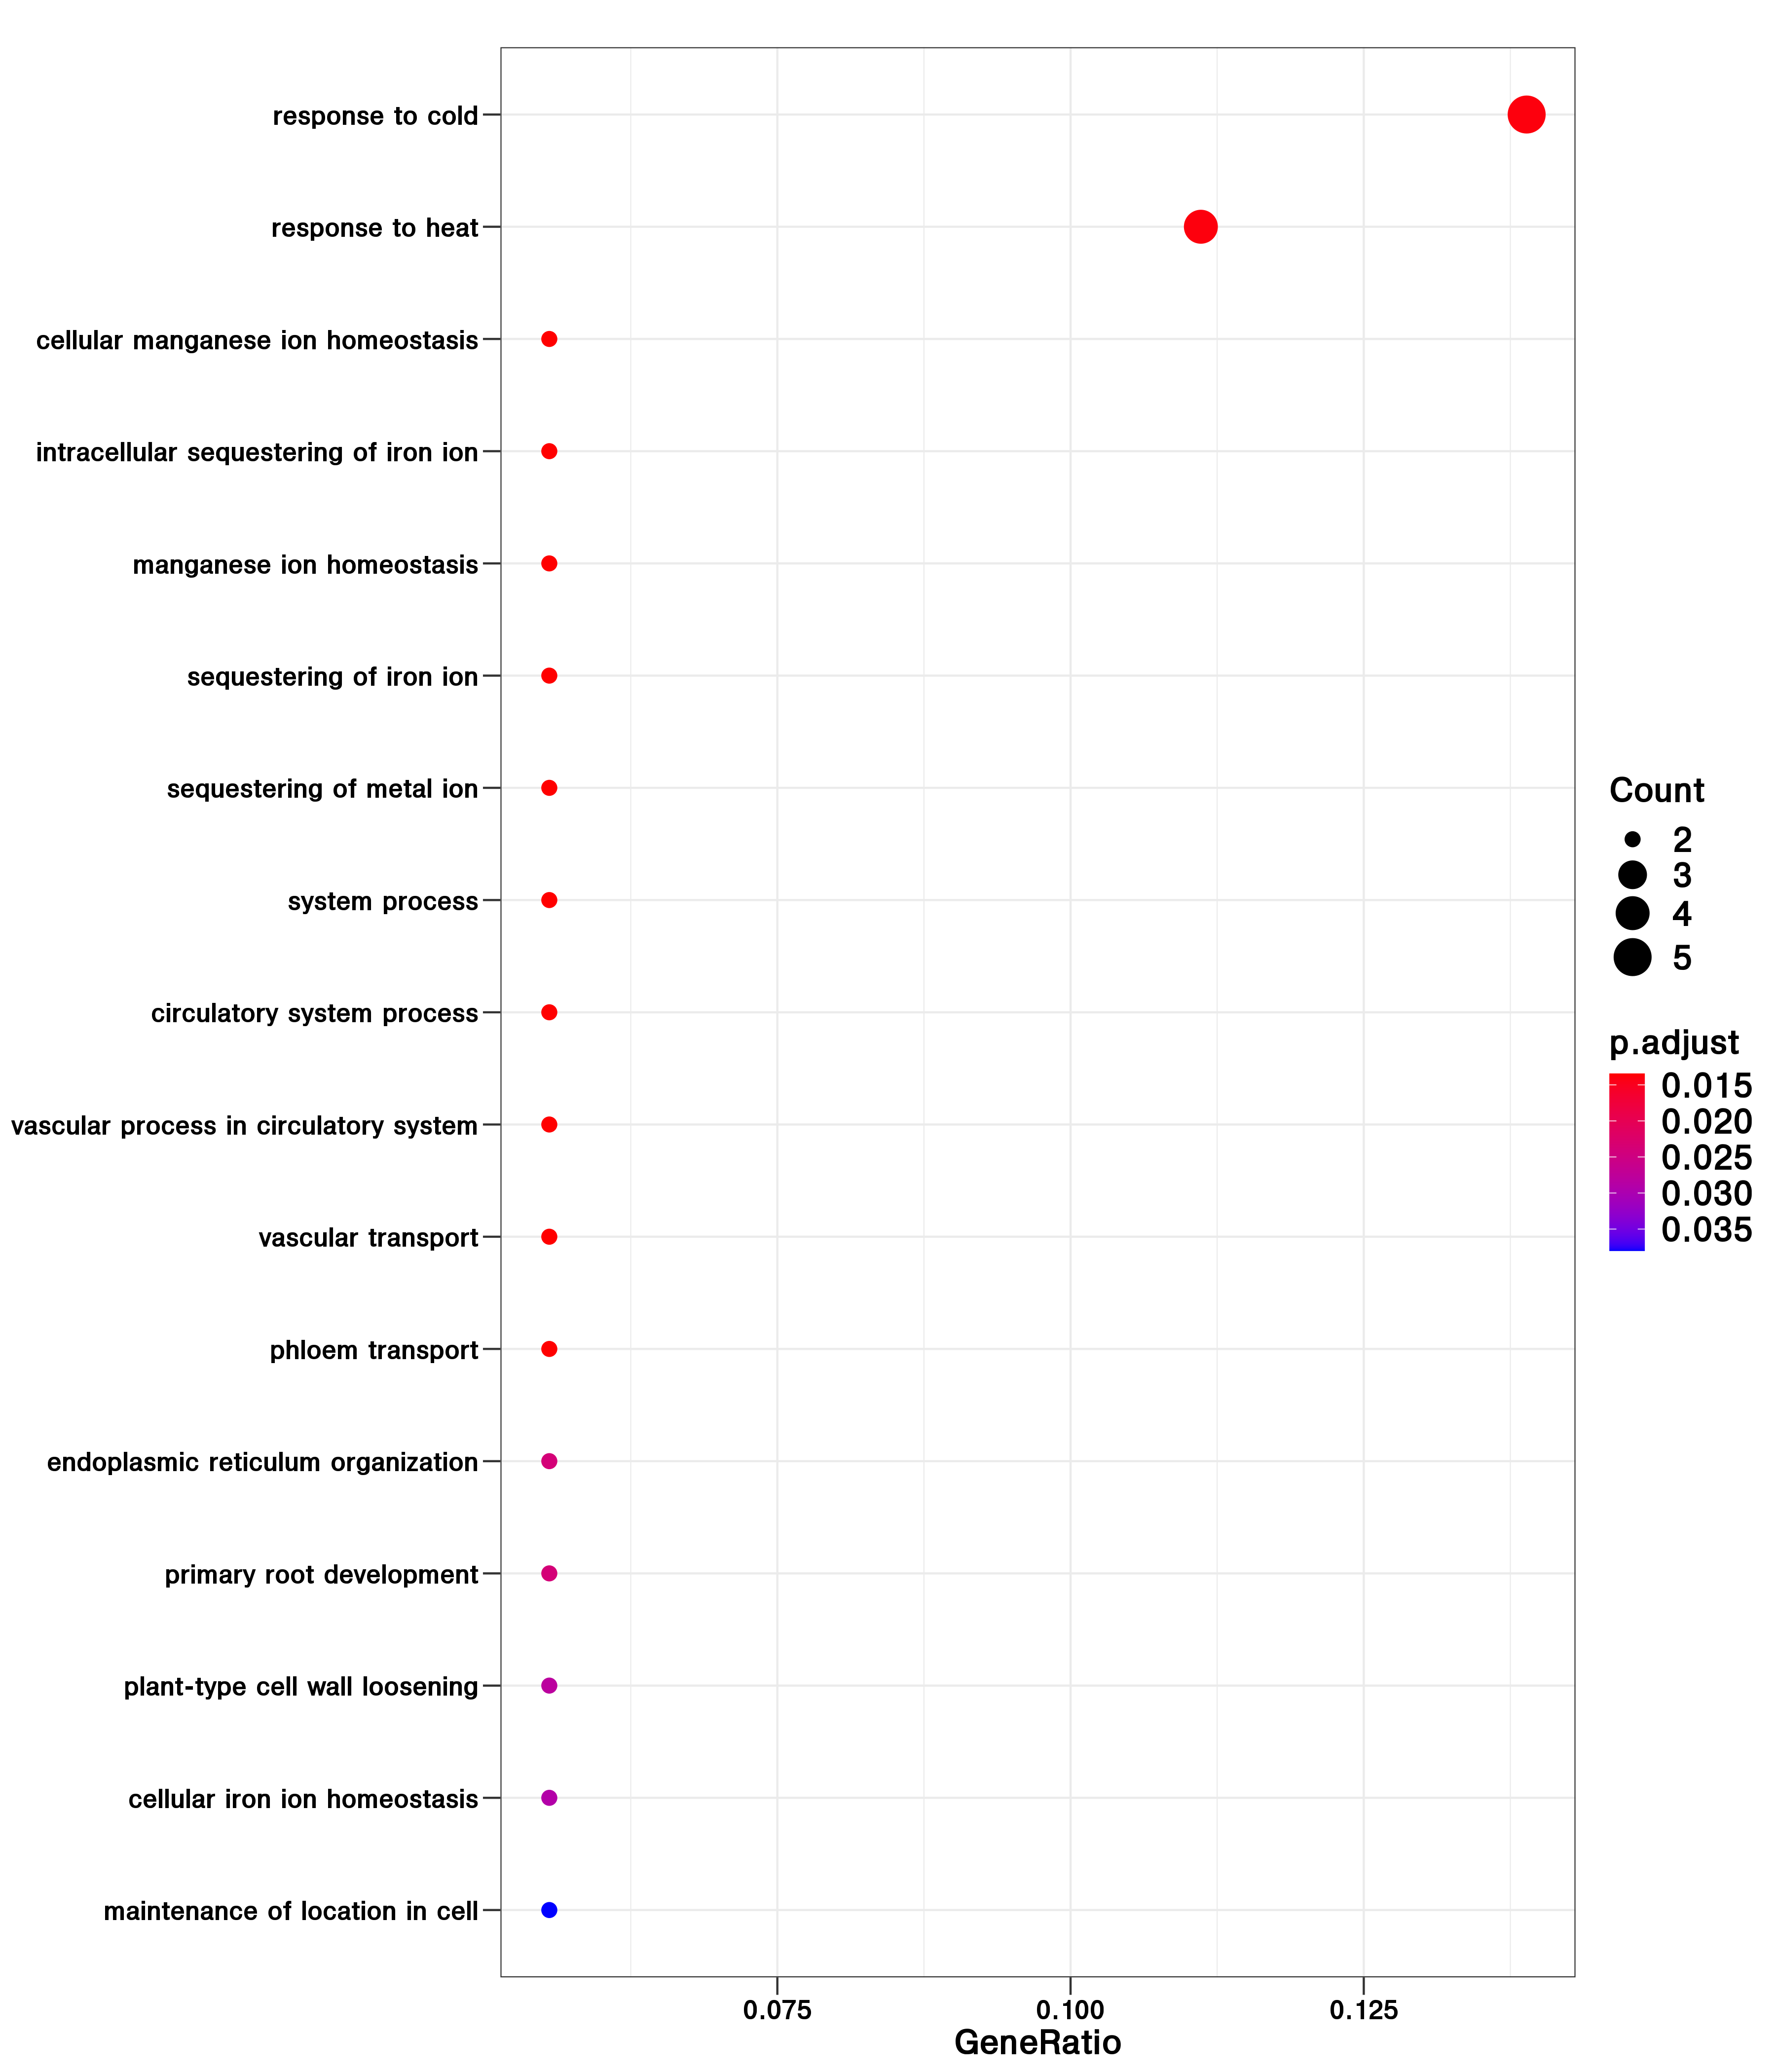 response to cold
response to heat
cellular manganese ion homeostasis
intracellular sequestering of iron ion
manganese ion homeostasis
sequestering of iron ion
sequestering of metal ion
system process
circulatory system process
vascular process in circulatory system
vascular transport
phloem transport
endoplasmic reticulum organization
primary root development
plant-type cell wall loosening
cellular iron ion homeostasis
maintenance of location in cell
0.075 0.100 0.125
GeneRatio
Count
2
3
4
5
p.adjust
0.015
0.020
0.025
0.030
0.035